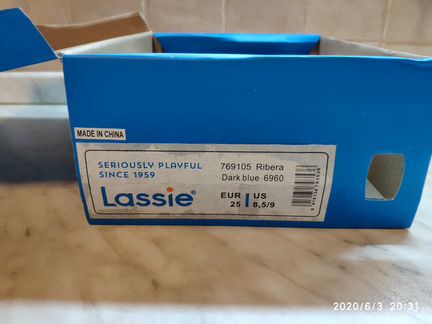 MADE IN CHINA
SERIOUSLY PLAYFUL
SINCE 1959
Lassie®
769105 Ribera
Dark blue 6960
EUR US
25 8,5/9
2020/6/3 20:31